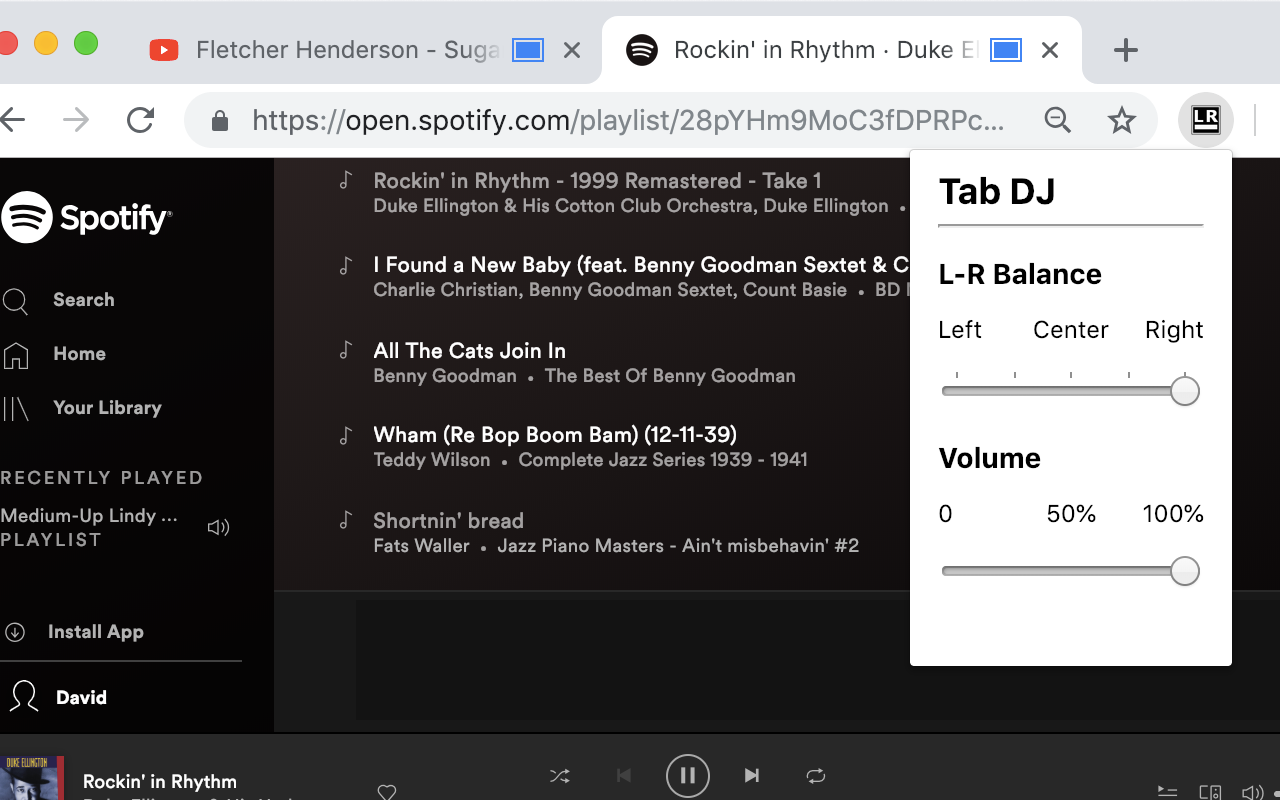 Fletcher Henderson - Suga
Rockin' in Rhythm · Duke El
https://open.spotify.com/playlist/28pYHm9MoC3fDPRPc...
LR
Spotify®
Search
Home
Your Library
RECENTLY PLAYED
Medium-Up Lindy ...
PLAYLIST
Install App
David
Rockin' in Rhythm - 1999 Remastered - Take 1
Duke Ellington & His Cotton Club Orchestra, Duke Ellington •
I Found a New Baby (feat. Benny Goodman Sextet & C
Charlie Christian, Benny Goodman Sextet, Count Basie • BD
All The Cats Join In
Benny Goodman • The Best Of Benny Goodman
Wham (Re Bop Boom Bam) (12-11-39)
Teddy Wilson • Complete Jazz Series 1939 - 1941
Shortnin' bread
Fats Waller • Jazz Piano Masters - Ain't misbehavin' #2
Tab DJ
L-R Balance
Left Center Right
Volume
0 50% 100%
DUKE ELLINGTON
Rockin' in Rhythm